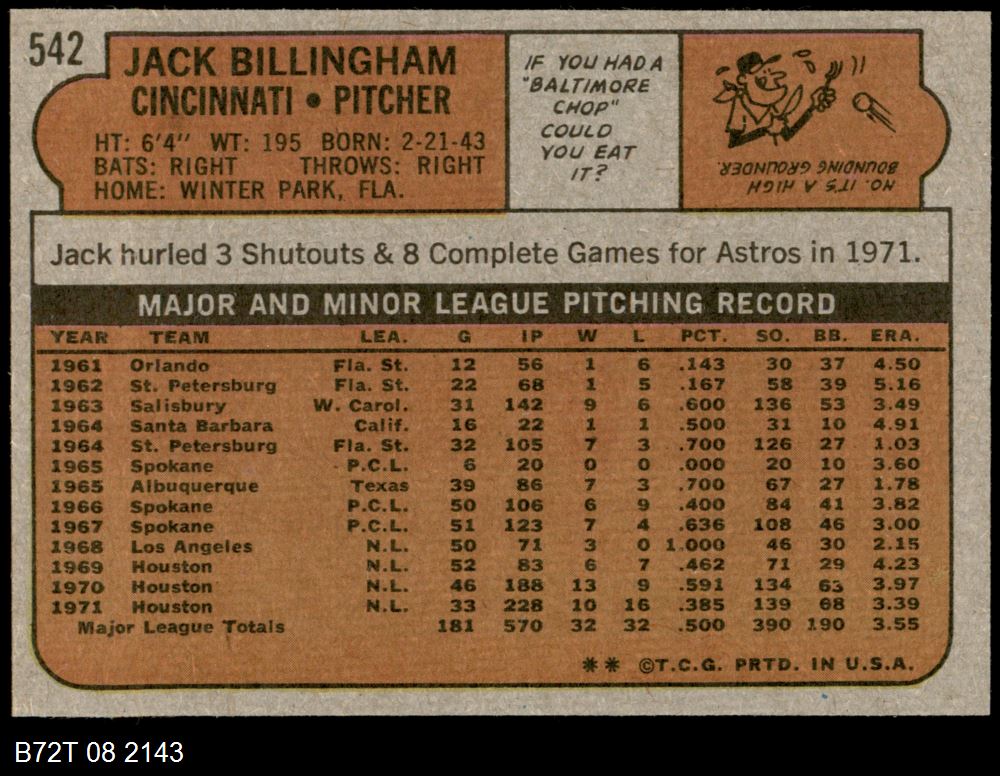 542
JACK BILLINGHAM
CINCINNATI • PITCHER
HT: 6'4" WT: 195 BORN: 2-21-43
BATS: RIGHT THROWS: RIGHT
HOME: WINTER PARK, FLA.
IF YOU HAD A
"BALTIMORE
CHOP"
COULD
YOU EAT
IT?
NO. IT'S A HIGH
BOUNDING GROUNDER.
Jack hurled 3 Shutouts & 8 Complete Games for Astros in 1971.
MAJOR AND MINOR LEAGUE PITCHING RECORD
YEAR TEAM LEA. G IP W L PCT. SO. BB. ERA.
1961 Orlando Fla. St. 12 56 1 6 .143 30 37 4.50
1962 St. Petersburg Fla. St. 22 68 1 5 .167 58 39 5.16
1963 Salisbury W. Carol. 31 142 9 6 .600 136 53 3.49
1964 Santa Barbara Calif. 16 22 1 1 .500 31 10 4.91
1964 St. Petersburg Fla. St. 32 105 7 3 .700 126 27 1.03
1965 Spokane P.C.L. 6 20 0 0 .000 20 10 3.60
1965 Albuquerque Texas 39 86 7 3 .700 67 27 1.78
1966 Spokane P.C.L. 50 106 6 9 .400 84 41 3.82
1967 Spokane P.C.L. 51 123 7 4 .636 108 46 3.00
1968 Los Angeles N.L. 50 71 3 0 1.000 46 30 2.15
1969 Houston N.L. 52 83 6 7 .462 71 29 4.23
1970 Houston N.L. 46 188 13 9 .591 134 63 3.97
1971 Houston N.L. 33 228 10 16 .385 139 68 3.39
Major League Totals 181 570 32 32 .500 390 190 3.55
** ©T.C.G. PRTD. IN U.S.A.
B72T 08 2143